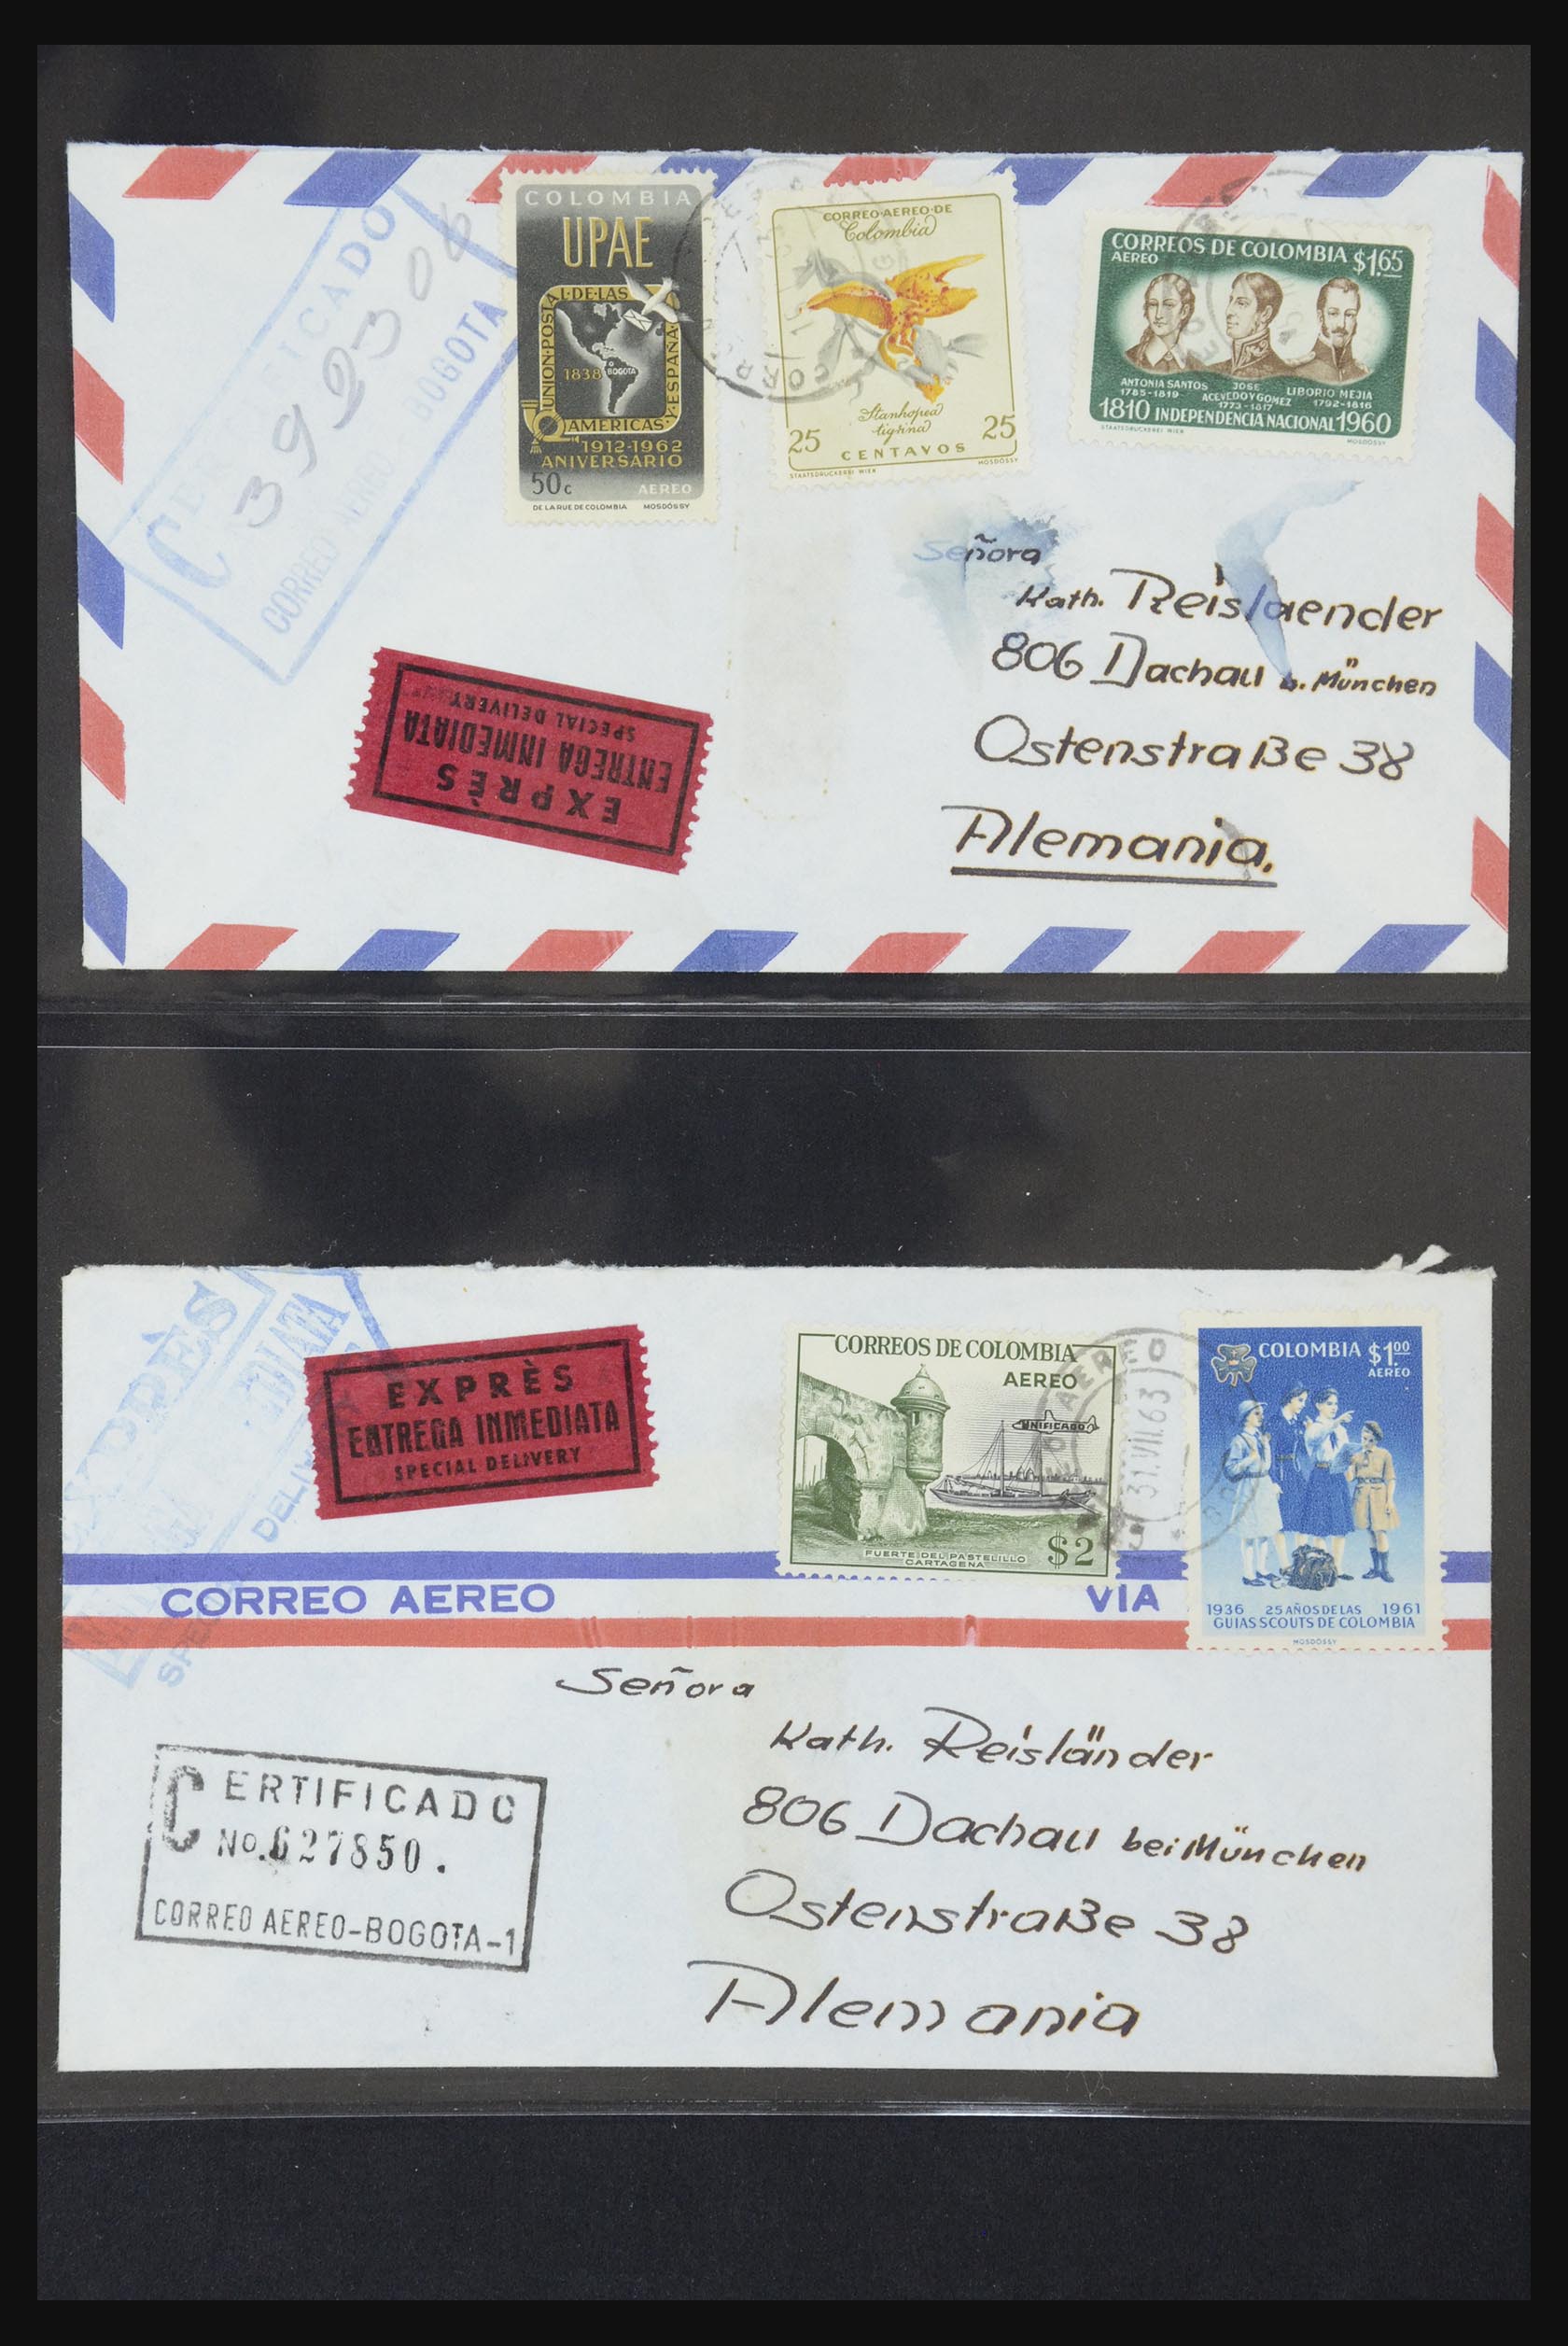 CERTIFICADO
392306
CORREO AEREO BOGOTA
COLOMBIA
UPAE
UNION·POSTAL·DE·LAS
AMERICAS·Y·ESPAÑA
1838
BOGOTA
1912-1962
ANIVERSARIO
50c AEREO
DE LA RUE DE COLOMBIA MOSDÓSSY
CORREO·AEREO·DE
Colombia
Stanhopea
tigrina
25 25
CENTAVOS
STAATSDRUCKEREI WIEN MOSDÓSSY
CORREOS DE COLOMBIA $1.65
AEREO
ANTONIA SANTOS
1785-1819
JOSE
ACEVEDO Y GOMEZ
1773-1817
LIBORIO MEJIA
1792-1816
1810 INDEPENDENCIA NACIONAL 1960
STAATSDRUCKEREI WIEN MOSDÓSSY
Señora
Kath. Reislaender
806 Dachau b. München
Ostenstraße 38
Alemania.
EXPRÈS
ENTREGA INMEDIATA
SPECIAL DELIVERY
EXPRÈS
EXPRÈS
ENTREGA INMEDIATA
SPECIAL DELIVERY
CORREOS DE COLOMBIA
AEREO
UNIFICADO
FUERTE DEL PASTELILLO
CARTAGENA
$2
AEREO
31.VII.63
COLOMBIA $1.00
AEREO
1936 25 AÑOS DE LAS 1961
GUIAS SCOUTS DE COLOMBIA
MOSDÓSSY
CORREO AEREO VIA
Señora
Kath. Reisländer
806 Dachau bei München
Ostenstraße 38
Alemania
CERTIFICADO
No.627850.
CORREO AEREO-BOGOTA-1